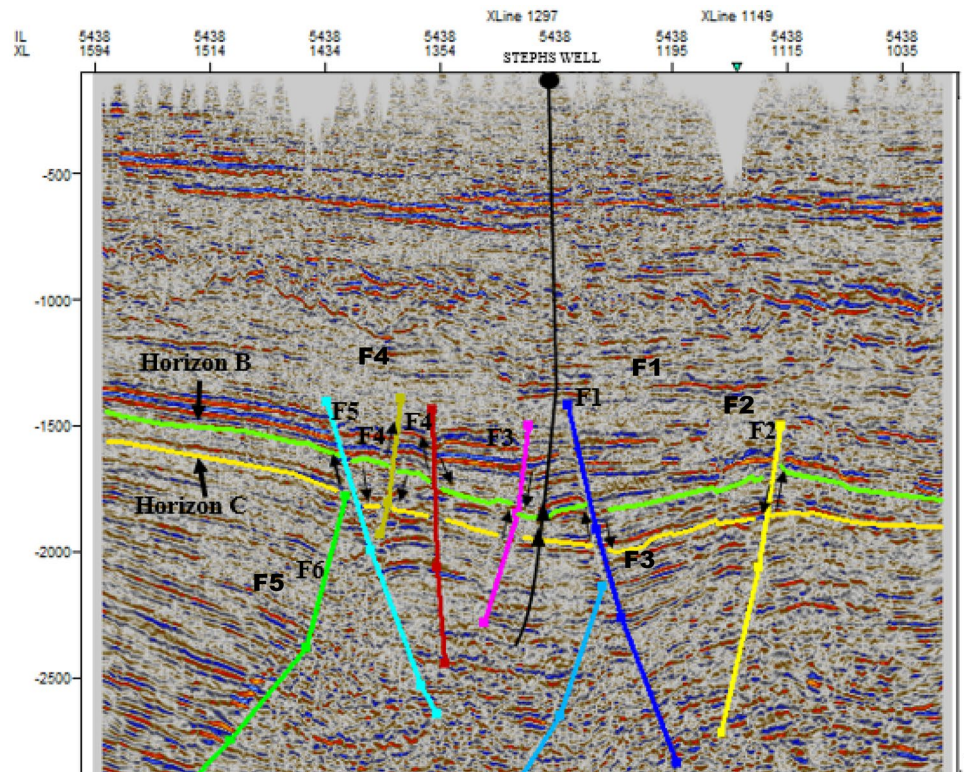 XLine 1297 XLine 1149
IL 5438 5438 5438 5438 5438 5438 5438 5438
XL 1594 1514 1434 1354 1195 1115 1035
STEPHS WELL
-500
-1000
F4
F1
Horizon B
F1
F2
-1500
F5
F4
F4
F3
F2
Horizon C
-2000
F3
F5
F6
-2500